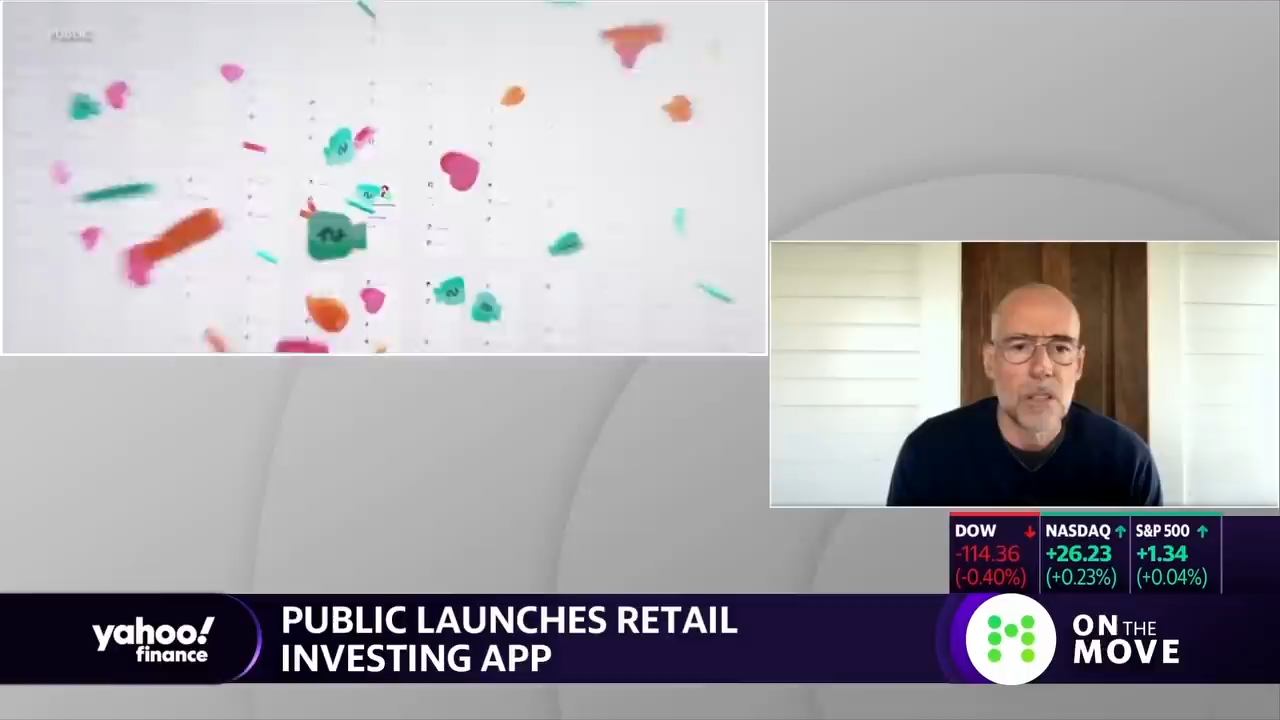 PUBLIC
DOW
-114.36
(-0.40%)
NASDAQ
+26.23
(+0.23%)
S&P 500
+1.34
(+0.04%)
yahoo!
finance
PUBLIC LAUNCHES RETAIL
INVESTING APP
ON THE
MOVE